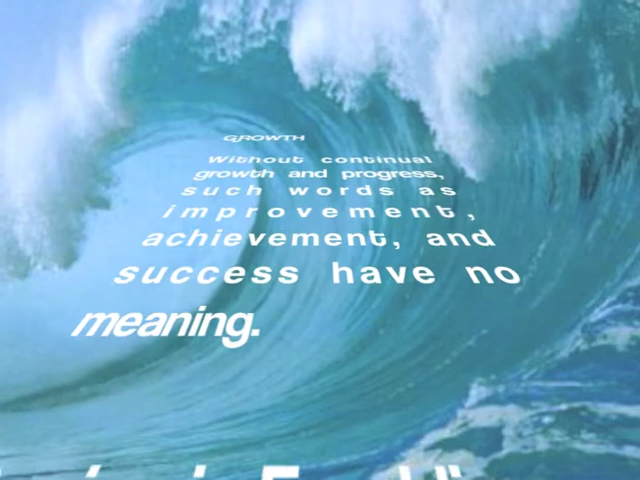 GROWTH
Without continual
growth and progress,
such words as
improvement,
achievement, and
success have no
meaning.